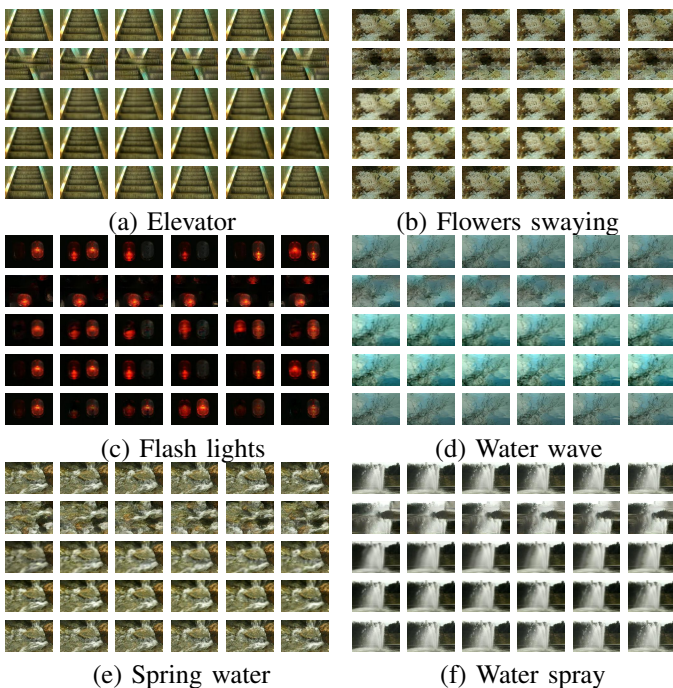 (a) Elevator
(b) Flowers swaying
(c) Flash lights
(d) Water wave
(e) Spring water
(f) Water spray